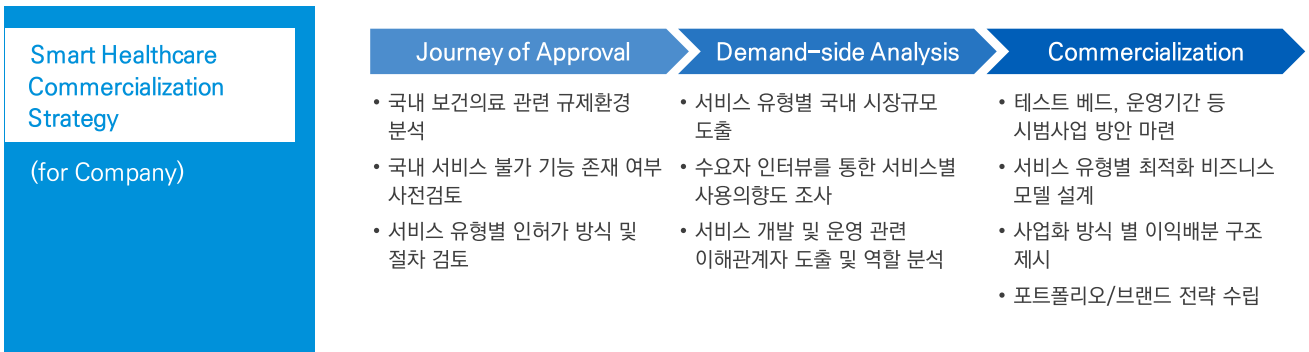 Smart Healthcare
Commercialization
Strategy
(for Company)
Journey of Approval
• 국내 보건의료 관련 규제환경
분석
• 국내 서비스 불가 기능 존재 여부
사전검토
• 서비스 유형별 인허가 방식 및
절차 검토
Demand-side Analysis
• 서비스 유형별 국내 시장규모
도출
• 수요자 인터뷰를 통한 서비스별
사용의향도 조사
• 서비스 개발 및 운영 관련
이해관계자 도출 및 역할 분석
Commercialization
• 테스트 베드, 운영기간 등
시범사업 방안 마련
• 서비스 유형별 최적화 비즈니스
모델 설계
• 사업화 방식 별 이익배분 구조
제시
• 포트폴리오/브랜드 전략 수립